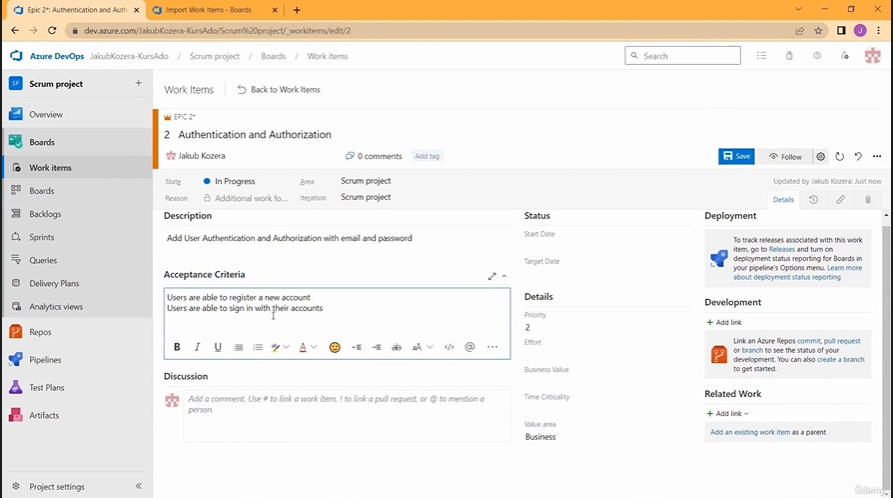 Epic 2*: Authentication and Authori
Import Work Items - Boards
dev.azure.com/JakubKozera-KursAdo/Scrum%20project/_workitems/edit/2
J
Azure DevOps
JakubKozera-KursAdo / Scrum project / Boards / Work items
Search
SP
Scrum project
Overview
Boards
Work items
Boards
Backlogs
Sprints
Queries
Delivery Plans
Analytics views
Repos
Pipelines
Test Plans
Artifacts
Project settings
Work Items
Back to Work Items
EPIC 2*
2 Authentication and Authorization
Jakub Kozera
0 comments
Add tag
Save
Follow
State
In Progress
Area
Scrum project
Updated by Jakub Kozera: Just now
Reason
Additional work fo...
Iteration
Scrum project
Details
Description
Add User Authentication and Authorization with email and password
Acceptance Criteria
Users are able to register a new account
Users are able to sign in with their accounts
B I U
A
ab
AA
</>
@
Discussion
Add a comment. Use # to link a work item, ! to link a pull request, or @ to mention a
person.
Status
Start Date
Target Date
Details
Priority
2
Effort
Business Value
Time Criticality
Value area
Business
Deployment
To track releases associated with this work
item, go to Releases and turn on
deployment status reporting for Boards in
your pipeline's Options menu. Learn more
about deployment status reporting
Development
Add link
Link an Azure Repos commit, pull request
or branch to see the status of your
development. You can also create a branch
to get started.
Related Work
Add link
Add an existing work item as a parent
Udemy